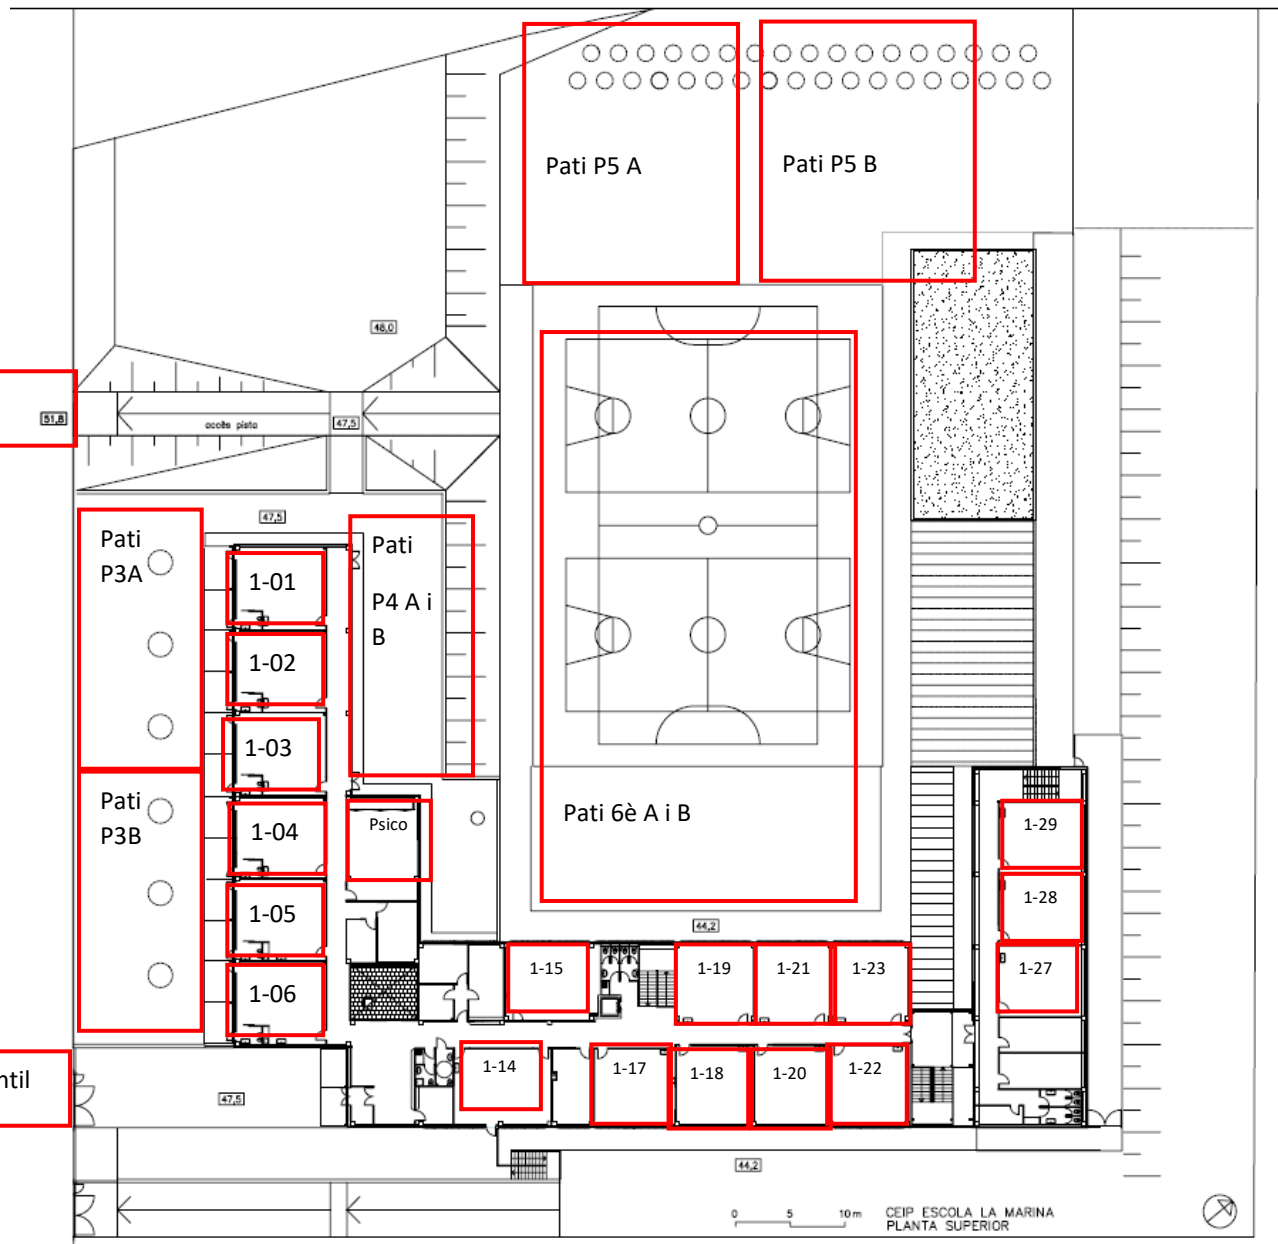 Pati P5 A
Pati P5 B
48,0
51,8
accès pista
47,5
47,5
Pati
P3A
Pati
P4 A i
B
1-01
1-02
1-03
Pati
P3B
1-04
Psico
Pati 6è A i B
1-29
1-05
1-28
44,2
1-06
1-15
1-19
1-21
1-23
1-27
1-14
1-17
1-18
1-20
1-22
ntil
47,5
44,2
0 5 10 m
CEIP ESCOLA LA MARINA
PLANTA SUPERIOR